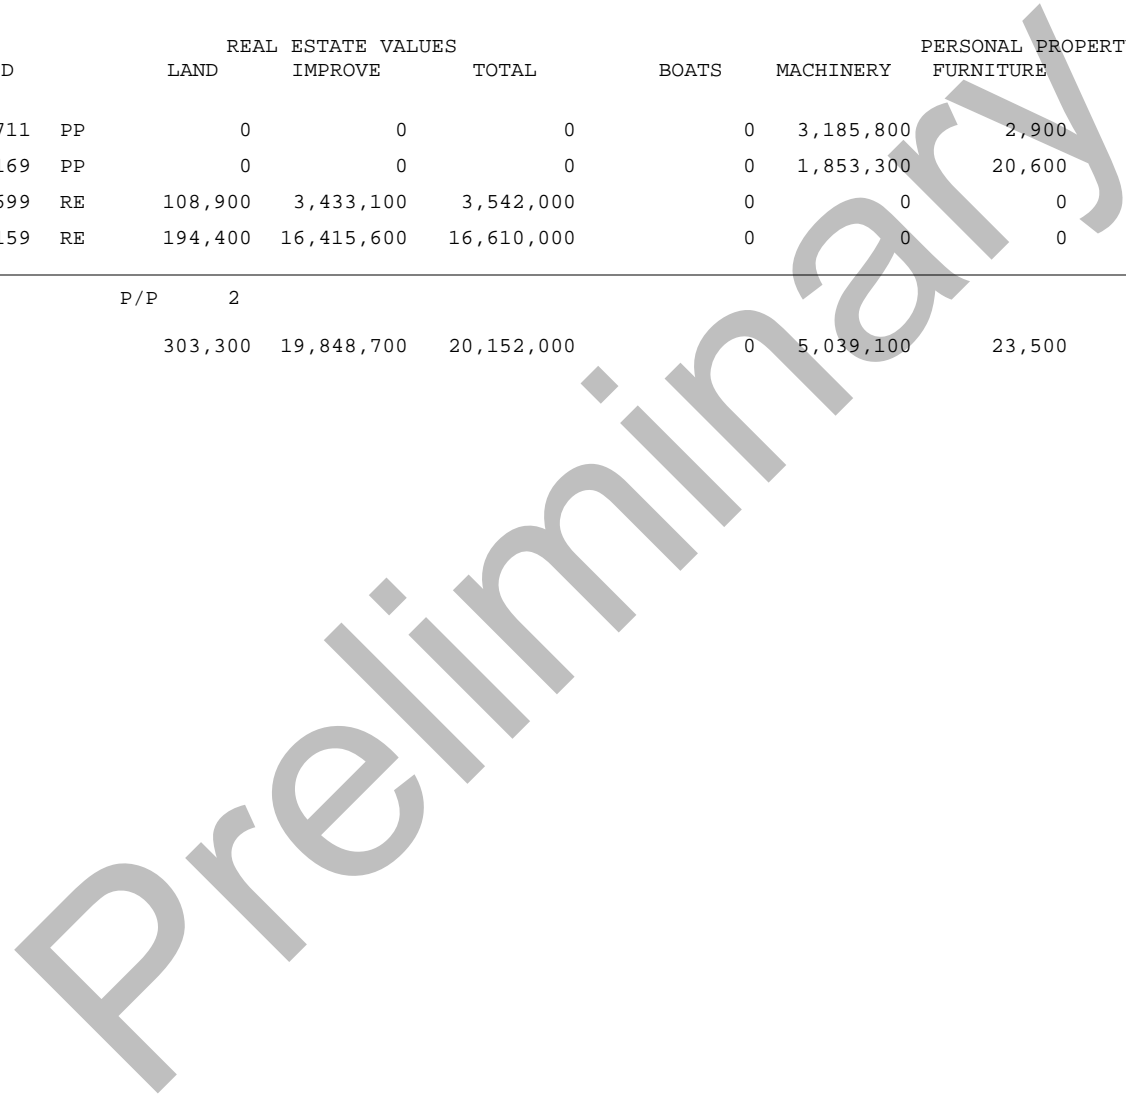 REAL ESTATE VALUES PERSONAL PROPERT
D LAND IMPROVE TOTAL BOATS MACHINERY FURNITURE
711 PP 0 0 0 0 3,185,800 2,900
169 PP 0 0 0 0 1,853,300 20,600
599 RE 108,900 3,433,100 3,542,000 0 0 0
159 RE 194,400 16,415,600 16,610,000 0 0 0
P/P 2
303,300 19,848,700 20,152,000 0 5,039,100 23,500
Preliminary